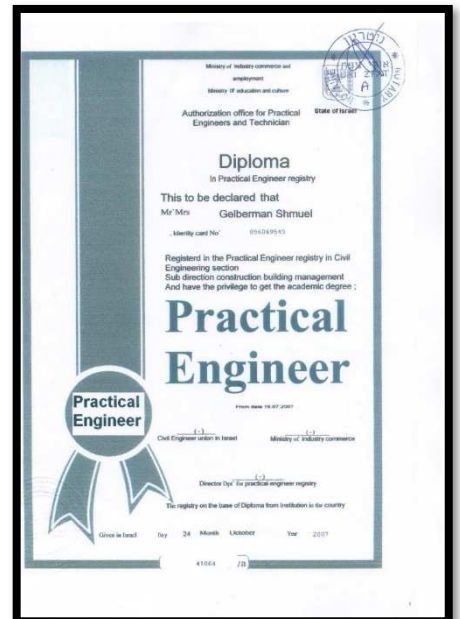 Ministry of industry commerce and
employment
Ministry Of education and culture
Authorization office for Practical
Engineers and Technician
State of Israel
Diploma
in Practical Engineer registry
This to be declared that
Mr'Mrs Gelberman Shmuel
Identity card No'
Registerd in the Practical Engineer registry in Civil
Engineering section
Sub direction construction building management
And have the privilege to get the academic degree ;
Practical
Engineer
From date 2007
Practical
Engineer
(-) (-)
Civil Engineer union in Israel Ministry of industry commerce
(-)
Director for practical engineer registry
The registry on the base of Diploma from Institution in the country
Given in Israel Day 24 Month October Year 2007
41064
NOTARY
A